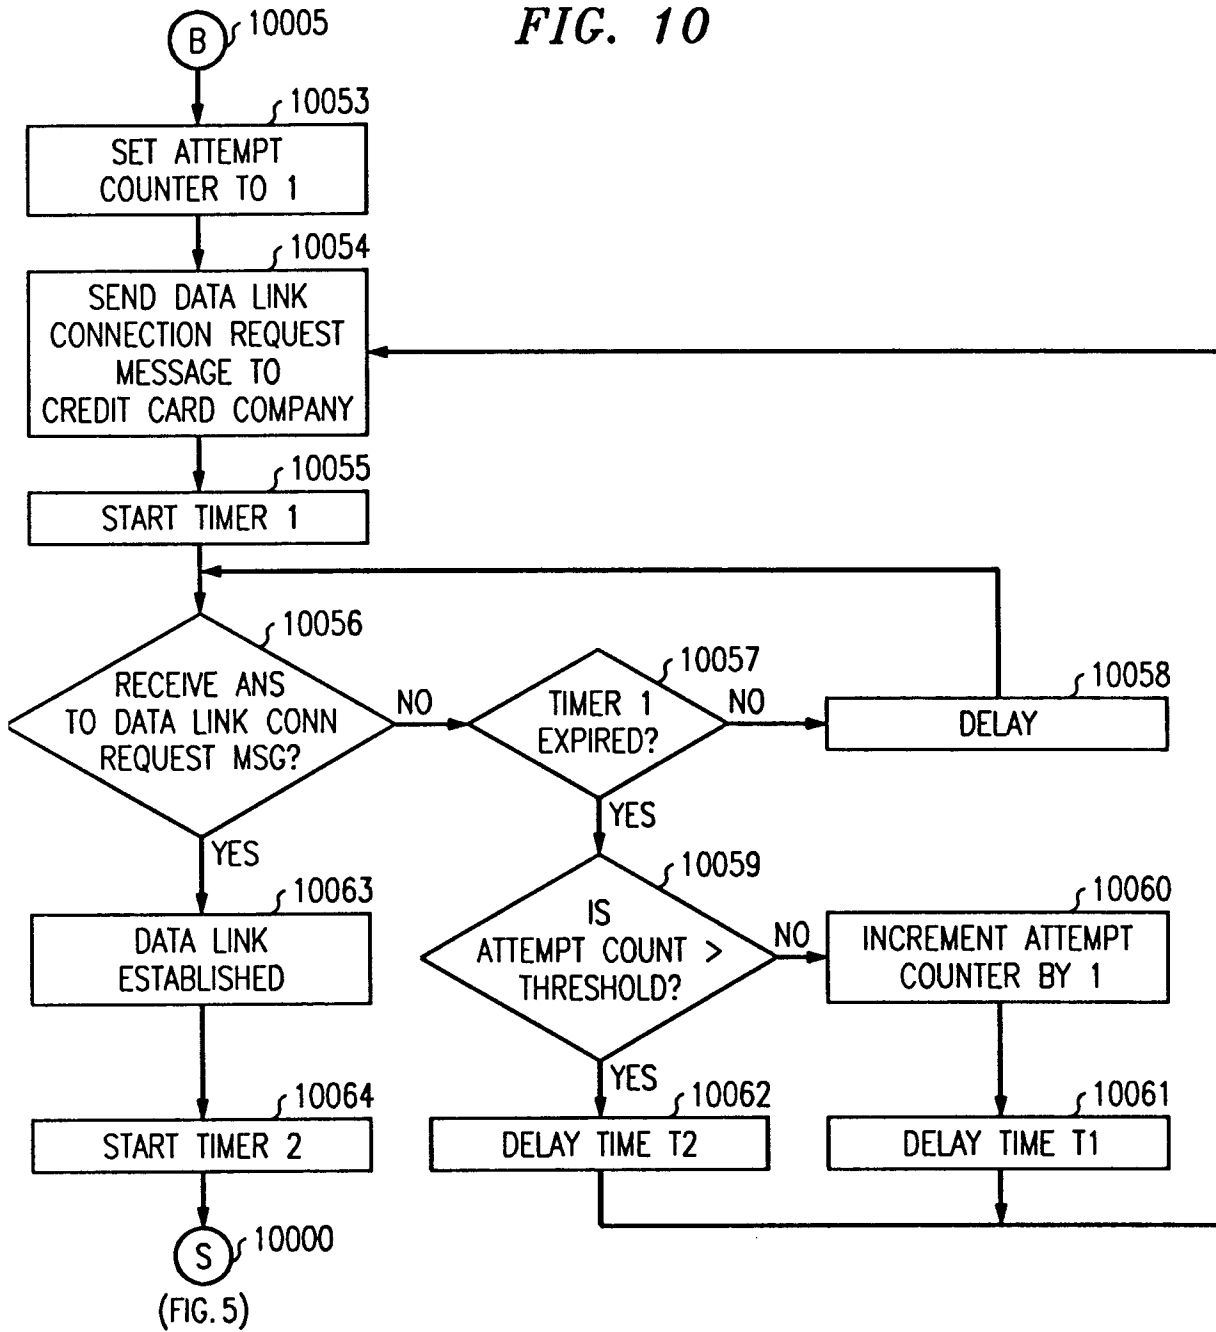 FIG. 10
B
10005
10053
SET ATTEMPT
COUNTER TO 1
10054
SEND DATA LINK
CONNECTION REQUEST
MESSAGE TO
CREDIT CARD COMPANY
10055
START TIMER 1
10056
RECEIVE ANS
TO DATA LINK CONN
REQUEST MSG?
NO
10057
TIMER 1
EXPIRED?
NO
10058
DELAY
YES
YES
10059
IS
ATTEMPT COUNT >
THRESHOLD?
NO
10060
INCREMENT ATTEMPT
COUNTER BY 1
10063
DATA LINK
ESTABLISHED
YES
10064
START TIMER 2
10062
DELAY TIME T2
10061
DELAY TIME T1
S
10000
(FIG. 5)